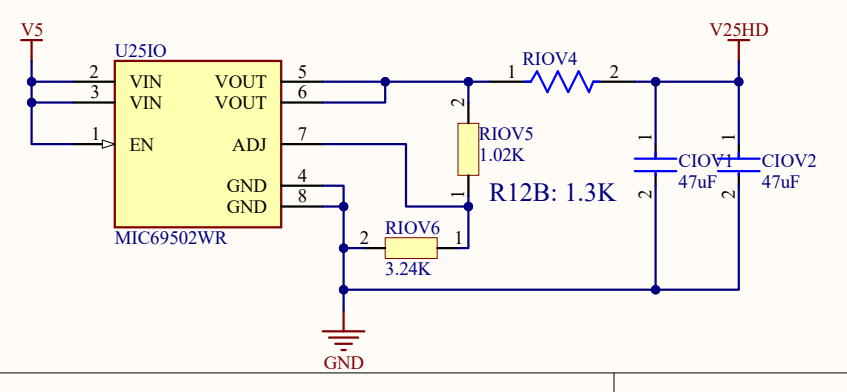 V5
V25HD
U25IO
RIOV4
2 VIN VOUT 5
1 2
3 VIN VOUT 6
2
1 EN ADJ 7
RIOV5
1.02K
1 1
CIOV1 CIOV2
47uF 47uF
GND 4
1
2 2
R12B: 1.3K
GND 8
RIOV6
MIC69502WR
2 1
3.24K
GND